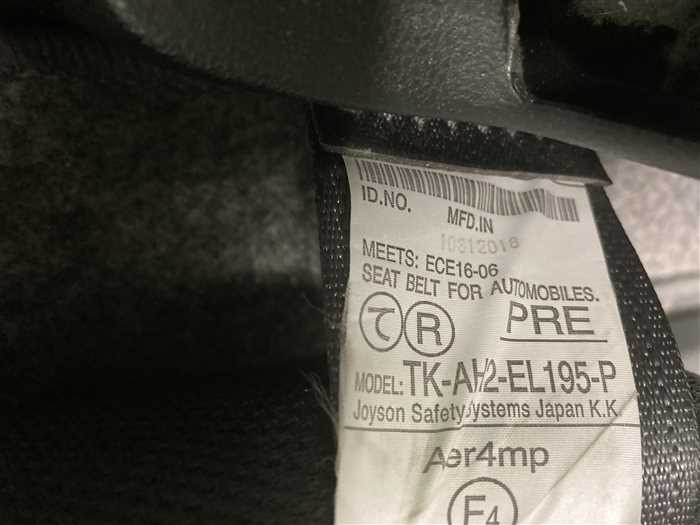 ID.NO.
MFD.IN
10312018
MEETS: ECE16-06
SEAT BELT FOR AUTOMOBILES.
て R PRE
MODEL: TK-AH2-EL195-P
Joyson Safety Systems Japan K.K.
Aer4mp
E4